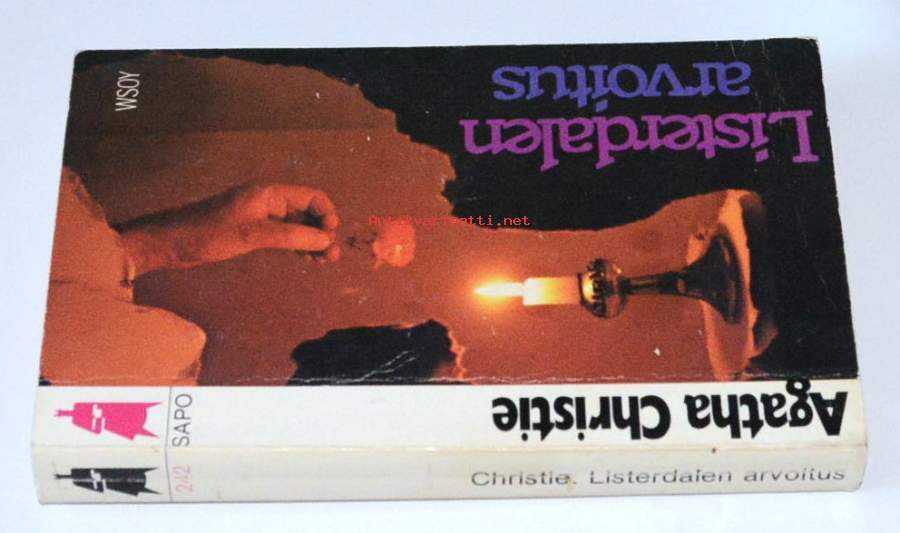 Agatha Christie
Listerdalen
arvoitus
WSOY
SAPO
242
Christie. Listerdalen arvoitus
Antikvariaatti.net